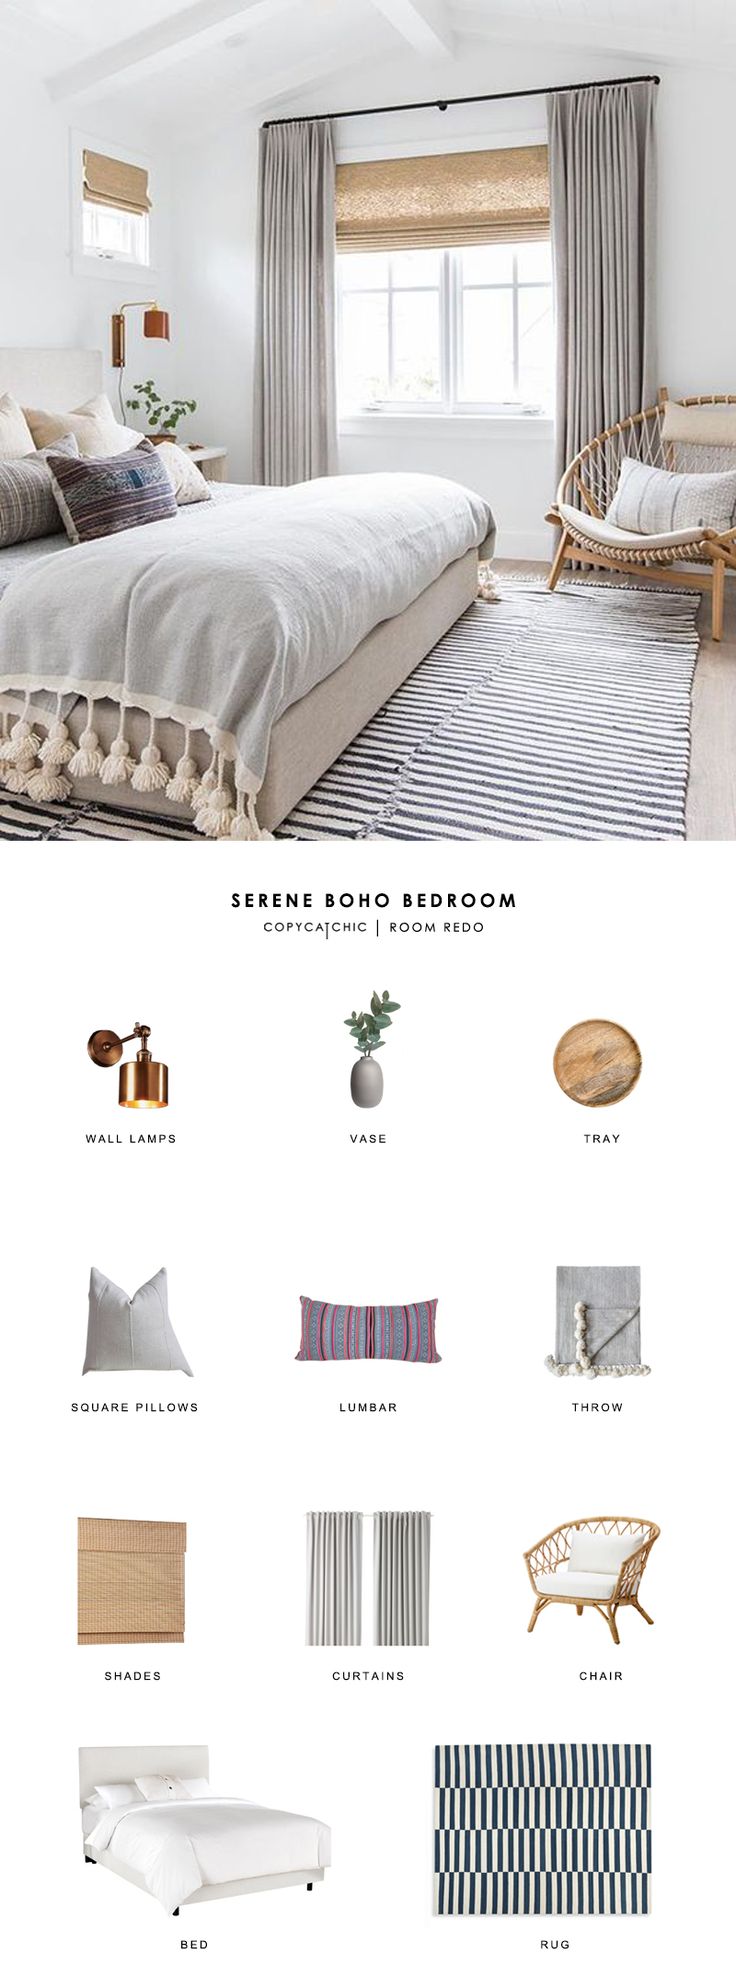 SERENE BOHO BEDROOM
COPYCATCHIC | ROOM REDO
WALL LAMPS
VASE
TRAY
SQUARE PILLOWS
LUMBAR
THROW
SHADES
CURTAINS
CHAIR
BED
RUG